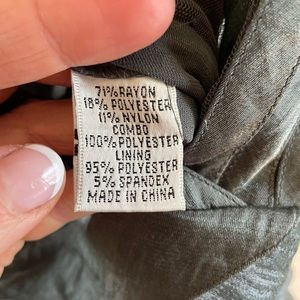 71% RAYON
18% POLYESTER
11% NYLON
COMBO
100% POLYESTER
LINING
95% POLYESTER
5% SPANDEX
MADE IN CHINA